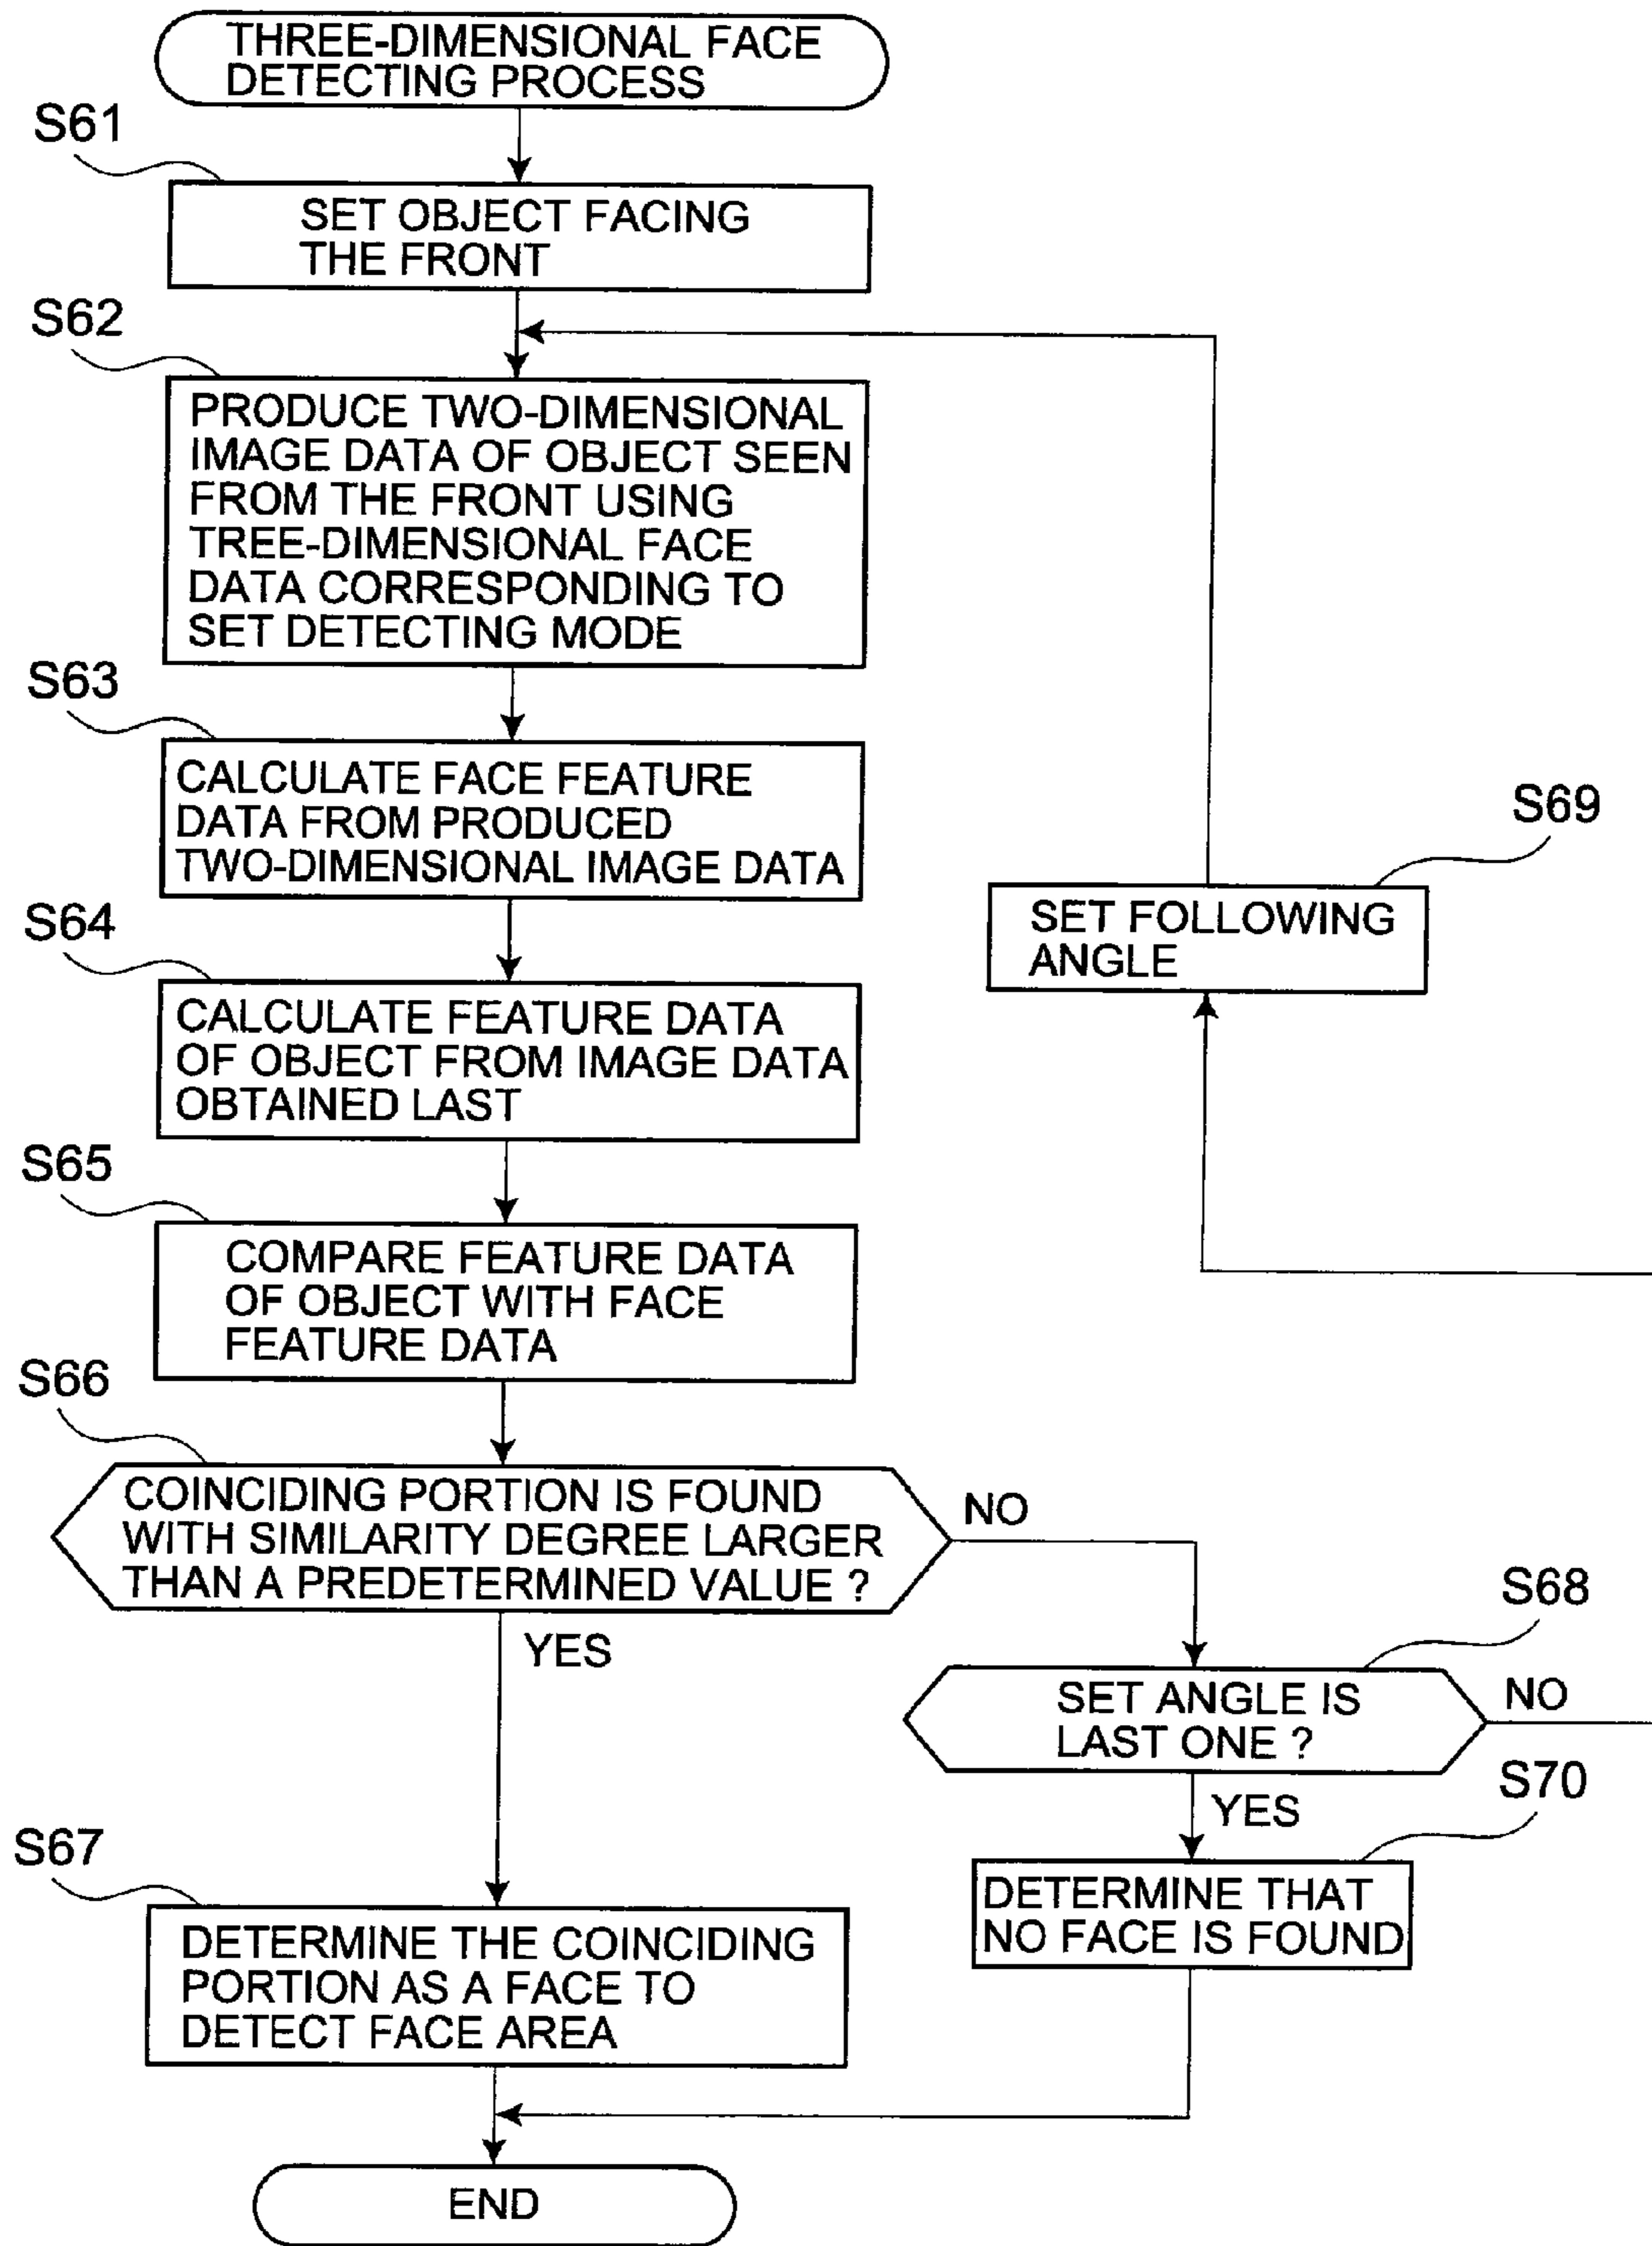 THREE-DIMENSIONAL FACE
DETECTING PROCESS
S61
SET OBJECT FACING
THE FRONT
S62
PRODUCE TWO-DIMENSIONAL
IMAGE DATA OF OBJECT SEEN
FROM THE FRONT USING
TREE-DIMENSIONAL FACE
DATA CORRESPONDING TO
SET DETECTING MODE
S63
CALCULATE FACE FEATURE
DATA FROM PRODUCED
TWO-DIMENSIONAL IMAGE DATA
S69
SET FOLLOWING
ANGLE
S64
CALCULATE FEATURE DATA
OF OBJECT FROM IMAGE DATA
OBTAINED LAST
S65
COMPARE FEATURE DATA
OF OBJECT WITH FACE
FEATURE DATA
S66
COINCIDING PORTION IS FOUND
WITH SIMILARITY DEGREE LARGER
THAN A PREDETERMINED VALUE ?
NO
YES
S68
SET ANGLE IS
LAST ONE ?
NO
YES
S70
DETERMINE THAT
NO FACE IS FOUND
S67
DETERMINE THE COINCIDING
PORTION AS A FACE TO
DETECT FACE AREA
END